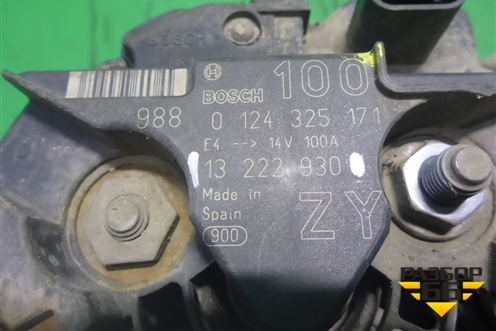 BOSCH
BOSCH 100
988 0 124 325 171
E4 --> 14V 100A
13 222 930
Made in
Spain
ZY
900
РАЗБОР
66